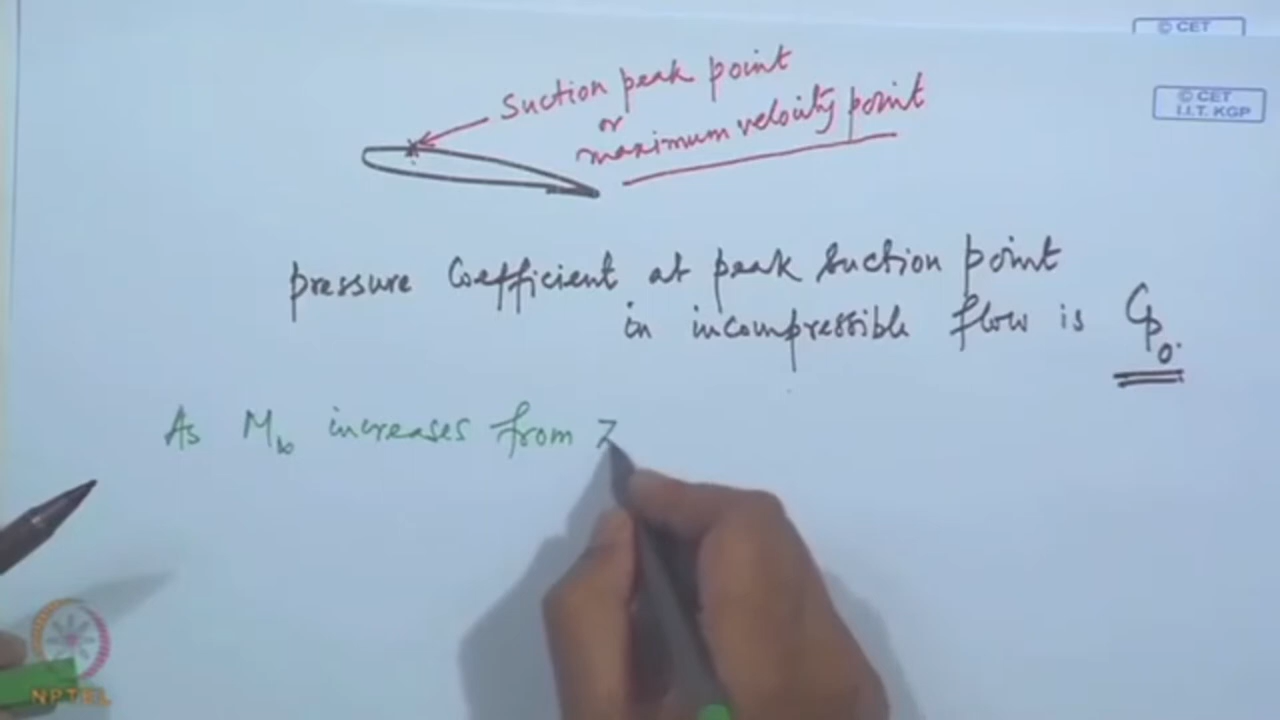 © CET
© CET
I.I.T. KGP
Suction peak point
or
maximum velocity point
pressure Coefficient at peak suction point
in incompressible flow is Cp0.
As M∞ increases from Z
NPTEL